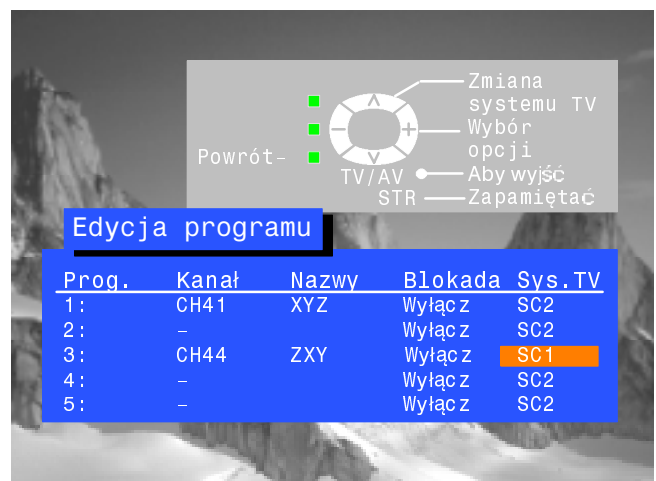 Zmiana
systemu TV
Wybór
opcji
Powrót–
TV/AV Aby wyjść
STR Zapamiętać
Edycja programu
Prog. Kanał Nazwy Blokada Sys.TV
1: CH41 XYZ Wyłącz SC2
2: – Wyłącz SC2
3: CH44 ZXY Wyłącz SC1
4: – Wyłącz SC2
5: – Wyłącz SC2